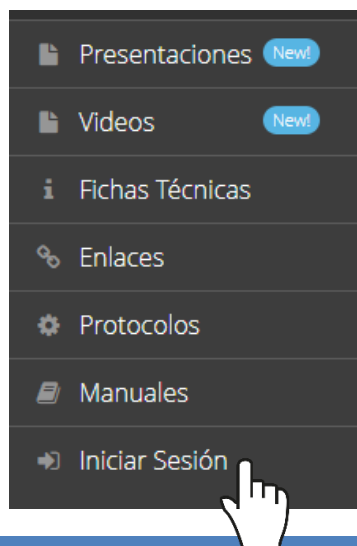 Presentaciones New!
Videos New!
Fichas Técnicas
Enlaces
Protocolos
Manuales
Iniciar Sesión